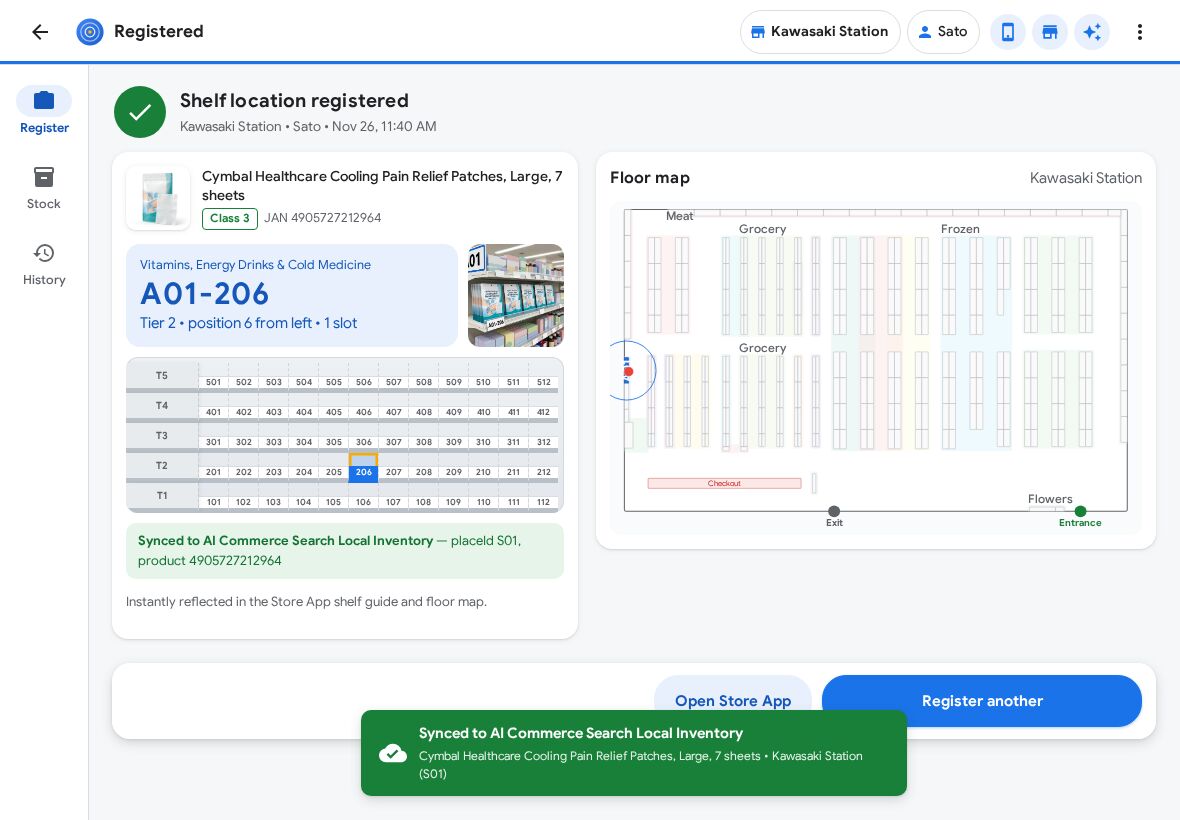 Registered
Kawasaki Station
Sato
Register
Stock
History
Shelf location registered
Kawasaki Station • Sato • Nov 26, 11:40 AM
Cymbal Healthcare Cooling Pain Relief Patches, Large, 7
sheets
Class 3
JAN 4905727212964
Vitamins, Energy Drinks & Cold Medicine
A01-206
Tier 2 • position 6 from left • 1 slot
A01-206
T5
501 502 503 504 505 506 507 508 509 510 511 512
T4
401 402 403 404 405 406 407 408 409 410 411 412
T3
301 302 303 304 305 306 307 308 309 310 311 312
T2
201 202 203 204 205 206 207 208 209 210 211 212
T1
101 102 103 104 105 106 107 108 109 110 111 112
Synced to AI Commerce Search Local Inventory — placeId S01,
product 4905727212964
Instantly reflected in the Store App shelf guide and floor map.
Floor map
Kawasaki Station
Meat
Grocery
Frozen
Grocery
Checkout
Flowers
Exit
Entrance
Open Store App
Register another
Synced to AI Commerce Search Local Inventory
Cymbal Healthcare Cooling Pain Relief Patches, Large, 7 sheets • Kawasaki Station
(S01)